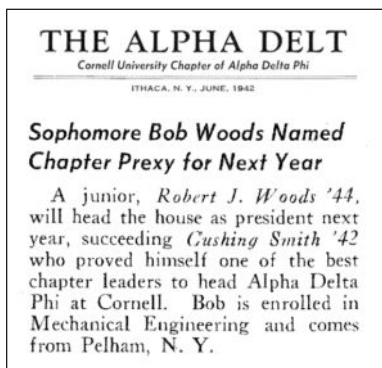 THE ALPHA DELT
Cornell University Chapter of Alpha Delta Phi
ITHACA, N. Y., JUNE, 1942
Sophomore Bob Woods Named
Chapter Prexy for Next Year
A junior, Robert J. Woods '44,
will head the house as president next
year, succeeding Cushing Smith '42
who proved himself one of the best
chapter leaders to head Alpha Delta
Phi at Cornell. Bob is enrolled in
Mechanical Engineering and comes
from Pelham, N. Y.